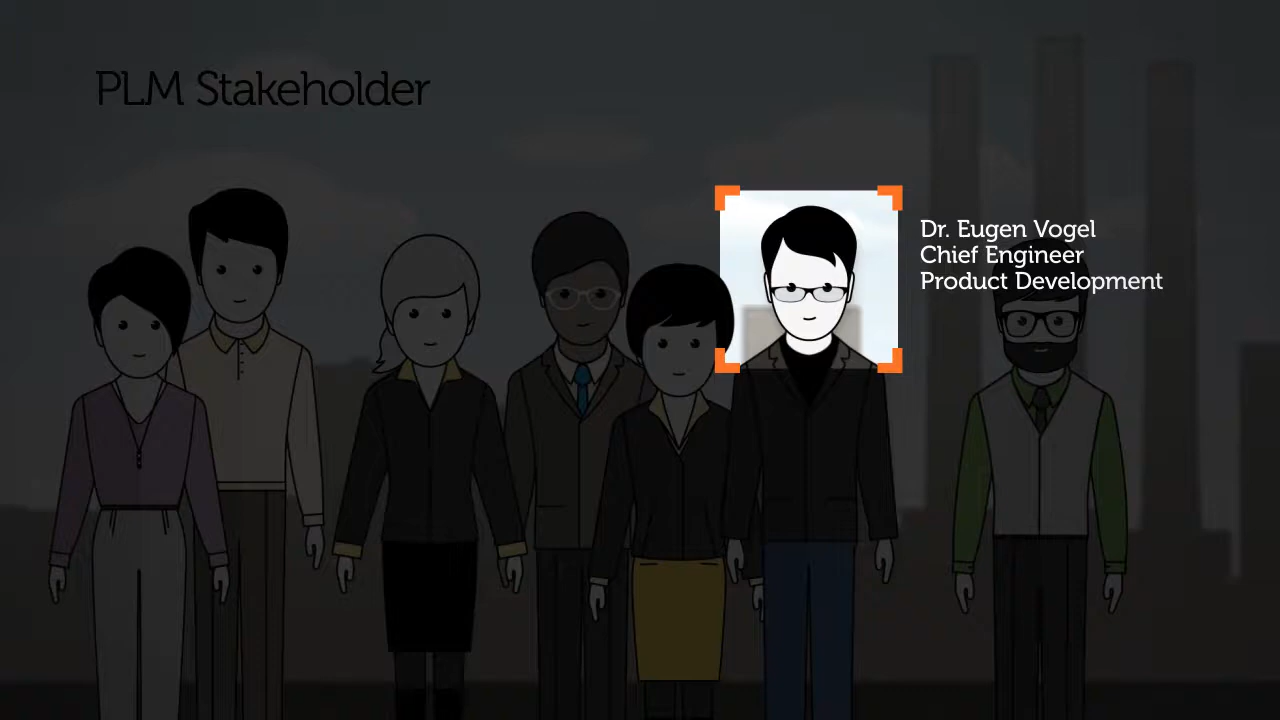 PLM Stakeholder
Dr. Eugen Vogel
Chief Engineer
Product Development